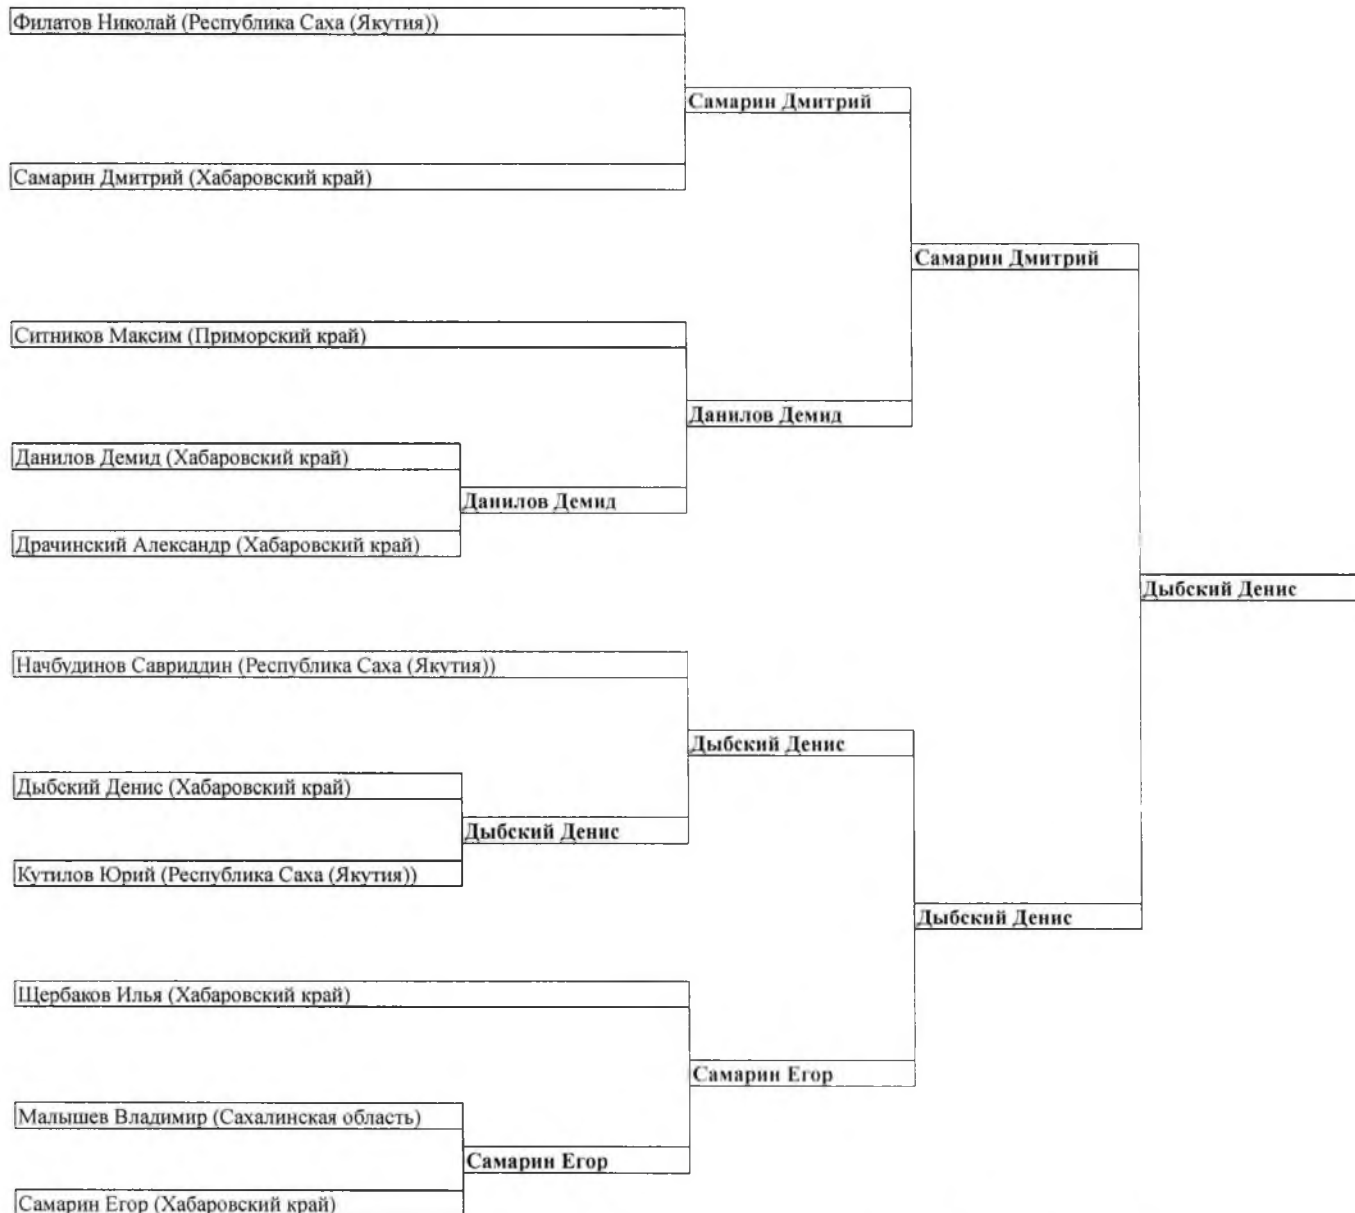 Филатов Николай (Республика Саха (Якутия))
Самарин Дмитрий
Самарин Дмитрий (Хабаровский край)
Самарин Дмитрий
Ситников Максим (Приморский край)
Данилов Демид
Данилов Демид (Хабаровский край)
Данилов Демид
Драчинский Александр (Хабаровский край)
Дыбский Денис
Начбудинов Савриддин (Республика Саха (Якутия))
Дыбский Денис
Дыбский Денис (Хабаровский край)
Дыбский Денис
Кутилов Юрий (Республика Саха (Якутия))
Дыбский Денис
Щербаков Илья (Хабаровский край)
Самарин Егор
Малышев Владимир (Сахалинская область)
Самарин Егор
Самарин Егор (Хабаровский край)